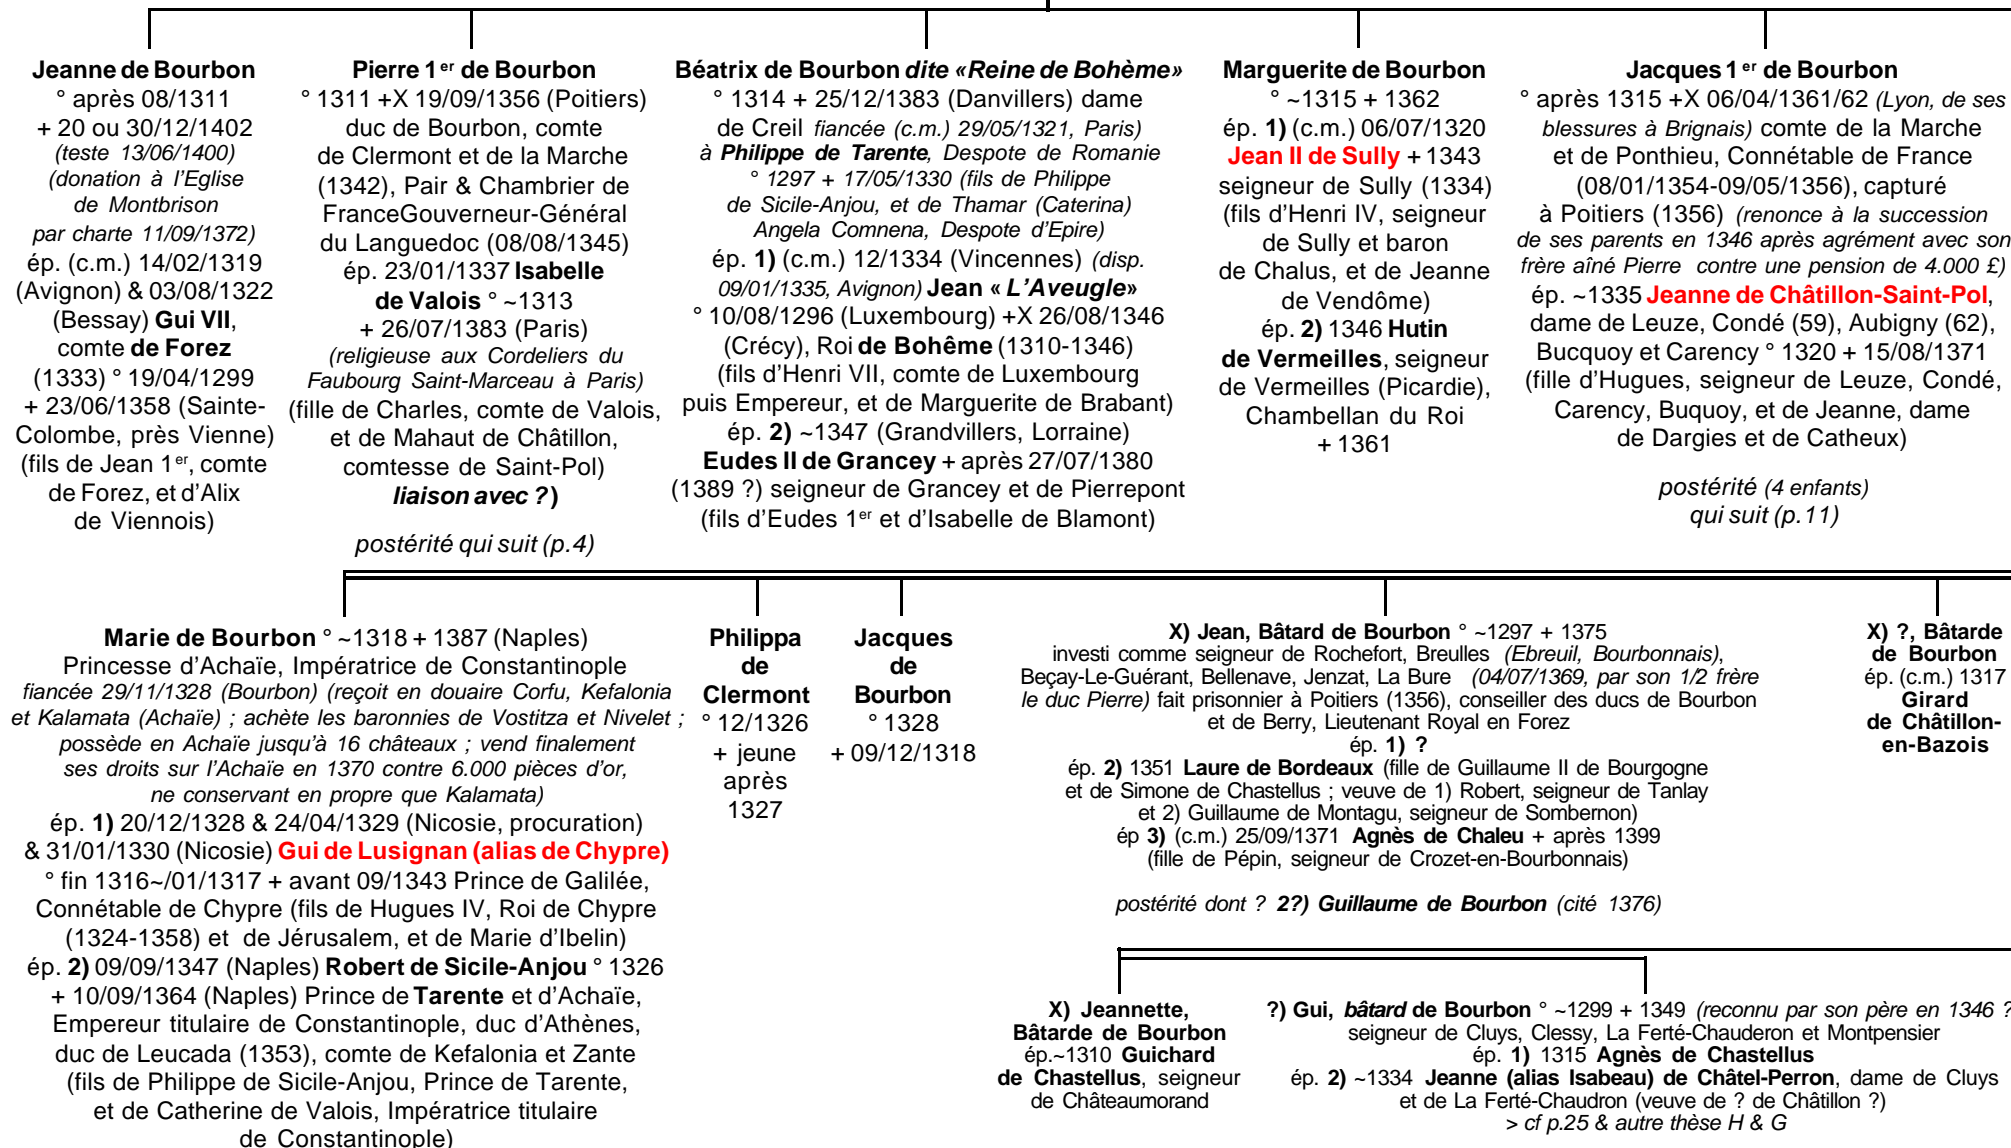 Jeanne de Bourbon
° après 08/1311
+ 20 ou 30/12/1402
(teste 13/06/1400)
(donation à l’Eglise
de Montbrison
par charte 11/09/1372)
ép. (c.m.) 14/02/1319
(Avignon) & 03/08/1322
(Bessay) Gui VII,
comte de Forez
(1333) ° 19/04/1299
+ 23/06/1358 (Sainte-
Colombe, près Vienne)
(fils de Jean 1er, comte
de Forez, et d’Alix
de Viennois)
Pierre 1er de Bourbon
° 1311 +X 19/09/1356 (Poitiers)
duc de Bourbon, comte
de Clermont et de la Marche
(1342), Pair & Chambrier de
FranceGouverneur-Général
du Languedoc (08/08/1345)
ép. 23/01/1337 Isabelle
de Valois ° ~1313
+ 26/07/1383 (Paris)
(religieuse aux Cordeliers du
Faubourg Saint-Marceau à Paris)
(fille de Charles, comte de Valois,
et de Mahaut de Châtillon,
comtesse de Saint-Pol)
liaison avec ?)
postérité qui suit (p.4)
Béatrix de Bourbon dite «Reine de Bohème»
° 1314 + 25/12/1383 (Danvillers) dame
de Creil fiancée (c.m.) 29/05/1321, Paris)
à Philippe de Tarente, Despote de Romanie
° 1297 + 17/05/1330 (fils de Philippe
de Sicile-Anjou, et de Thamar (Caterina)
Angela Comnena, Despote d’Epire)
ép. 1) (c.m.) 12/1334 (Vincennes) (disp.
09/01/1335, Avignon) Jean « L’Aveugle»
° 10/08/1296 (Luxembourg) +X 26/08/1346
(Crécy), Roi de Bohême (1310-1346)
(fils d’Henri VII, comte de Luxembourg
puis Empereur, et de Marguerite de Brabant)
ép. 2) ~1347 (Grandvillers, Lorraine)
Eudes II de Grancey + après 27/07/1380
(1389 ?) seigneur de Grancey et de Pierrepont
(fils d’Eudes 1er et d’Isabelle de Blamont)
Marguerite de Bourbon
° ~1315 + 1362
ép. 1) (c.m.) 06/07/1320
Jean II de Sully + 1343
seigneur de Sully (1334)
(fils d’Henri IV, seigneur
de Sully et baron
de Chalus, et de Jeanne
de Vendôme)
ép. 2) 1346 Hutin
de Vermeilles, seigneur
de Vermeilles (Picardie),
Chambellan du Roi
+ 1361
Jacques 1er de Bourbon
° après 1315 +X 06/04/1361/62 (Lyon, de ses
blessures à Brignais) comte de la Marche
et de Ponthieu, Connétable de France
(08/01/1354-09/05/1356), capturé
à Poitiers (1356) (renonce à la succession
de ses parents en 1346 après agrément avec son
frère aîné Pierre contre une pension de 4.000 £)
ép. ~1335 Jeanne de Châtillon-Saint-Pol,
dame de Leuze, Condé (59), Aubigny (62),
Bucquoy et Carency ° 1320 + 15/08/1371
(fille d’Hugues, seigneur de Leuze, Condé,
Carency, Buquoy, et de Jeanne, dame
de Dargies et de Catheux)
postérité (4 enfants)
qui suit (p.11)
Marie de Bourbon ° ~1318 + 1387 (Naples)
Princesse d’Achaïe, Impératrice de Constantinople
fiancée 29/11/1328 (Bourbon) (reçoit en douaire Corfu, Kefalonia
et Kalamata (Achaïe) ; achète les baronnies de Vostitza et Nivelet ;
possède en Achaïe jusqu’à 16 châteaux ; vend finalement
ses droits sur l’Achaïe en 1370 contre 6.000 pièces d’or,
ne conservant en propre que Kalamata)
ép. 1) 20/12/1328 & 24/04/1329 (Nicosie, procuration)
& 31/01/1330 (Nicosie) Gui de Lusignan (alias de Chypre)
° fin 1316~/01/1317 + avant 09/1343 Prince de Galilée,
Connétable de Chypre (fils de Hugues IV, Roi de Chypre
(1324-1358) et de Jérusalem, et de Marie d’Ibelin)
ép. 2) 09/09/1347 (Naples) Robert de Sicile-Anjou ° 1326
+ 10/09/1364 (Naples) Prince de Tarente et d’Achaïe,
Empereur titulaire de Constantinople, duc d’Athènes,
duc de Leucada (1353), comte de Kefalonia et Zante
(fils de Philippe de Sicile-Anjou, Prince de Tarente,
et de Catherine de Valois, Impératrice titulaire
de Constantinople)
Philippa
de
Clermont
° 12/1326
+ jeune
après
1327
Jacques
de
Bourbon
° 1328
+ 09/12/1318
X) Jean, Bâtard de Bourbon ° ~1297 + 1375
investi comme seigneur de Rochefort, Breulles (Ebreuil, Bourbonnais),
Beçay-Le-Guérant, Bellenave, Jenzat, La Bure (04/07/1369, par son 1/2 frère
le duc Pierre) fait prisonnier à Poitiers (1356), conseiller des ducs de Bourbon
et de Berry, Lieutenant Royal en Forez
ép. 1) ?
ép. 2) 1351 Laure de Bordeaux (fille de Guillaume II de Bourgogne
et de Simone de Chastellus ; veuve de 1) Robert, seigneur de Tanlay
et 2) Guillaume de Montagu, seigneur de Sombernon)
ép 3) (c.m.) 25/09/1371 Agnès de Chaleu + après 1399
(fille de Pépin, seigneur de Crozet-en-Bourbonnais)
postérité dont ? 2?) Guillaume de Bourbon (cité 1376)
X) ?, Bâtarde
de Bourbon
ép. (c.m.) 1317
Girard
de Châtillon-
en-Bazois
X) Jeannette,
Bâtarde de Bourbon
ép.~1310 Guichard
de Chastellus, seigneur
de Châteaumorand
?) Gui, bâtard de Bourbon ° ~1299 + 1349 (reconnu par son père en 1346 ?
seigneur de Cluys, Clessy, La Ferté-Chauderon et Montpensier
ép. 1) 1315 Agnès de Chastellus
ép. 2) ~1334 Jeanne (alias Isabeau) de Châtel-Perron, dame de Cluys
et de La Ferté-Chaudron (veuve de ? de Châtillon ?)
> cf p.25 & autre thèse H & G